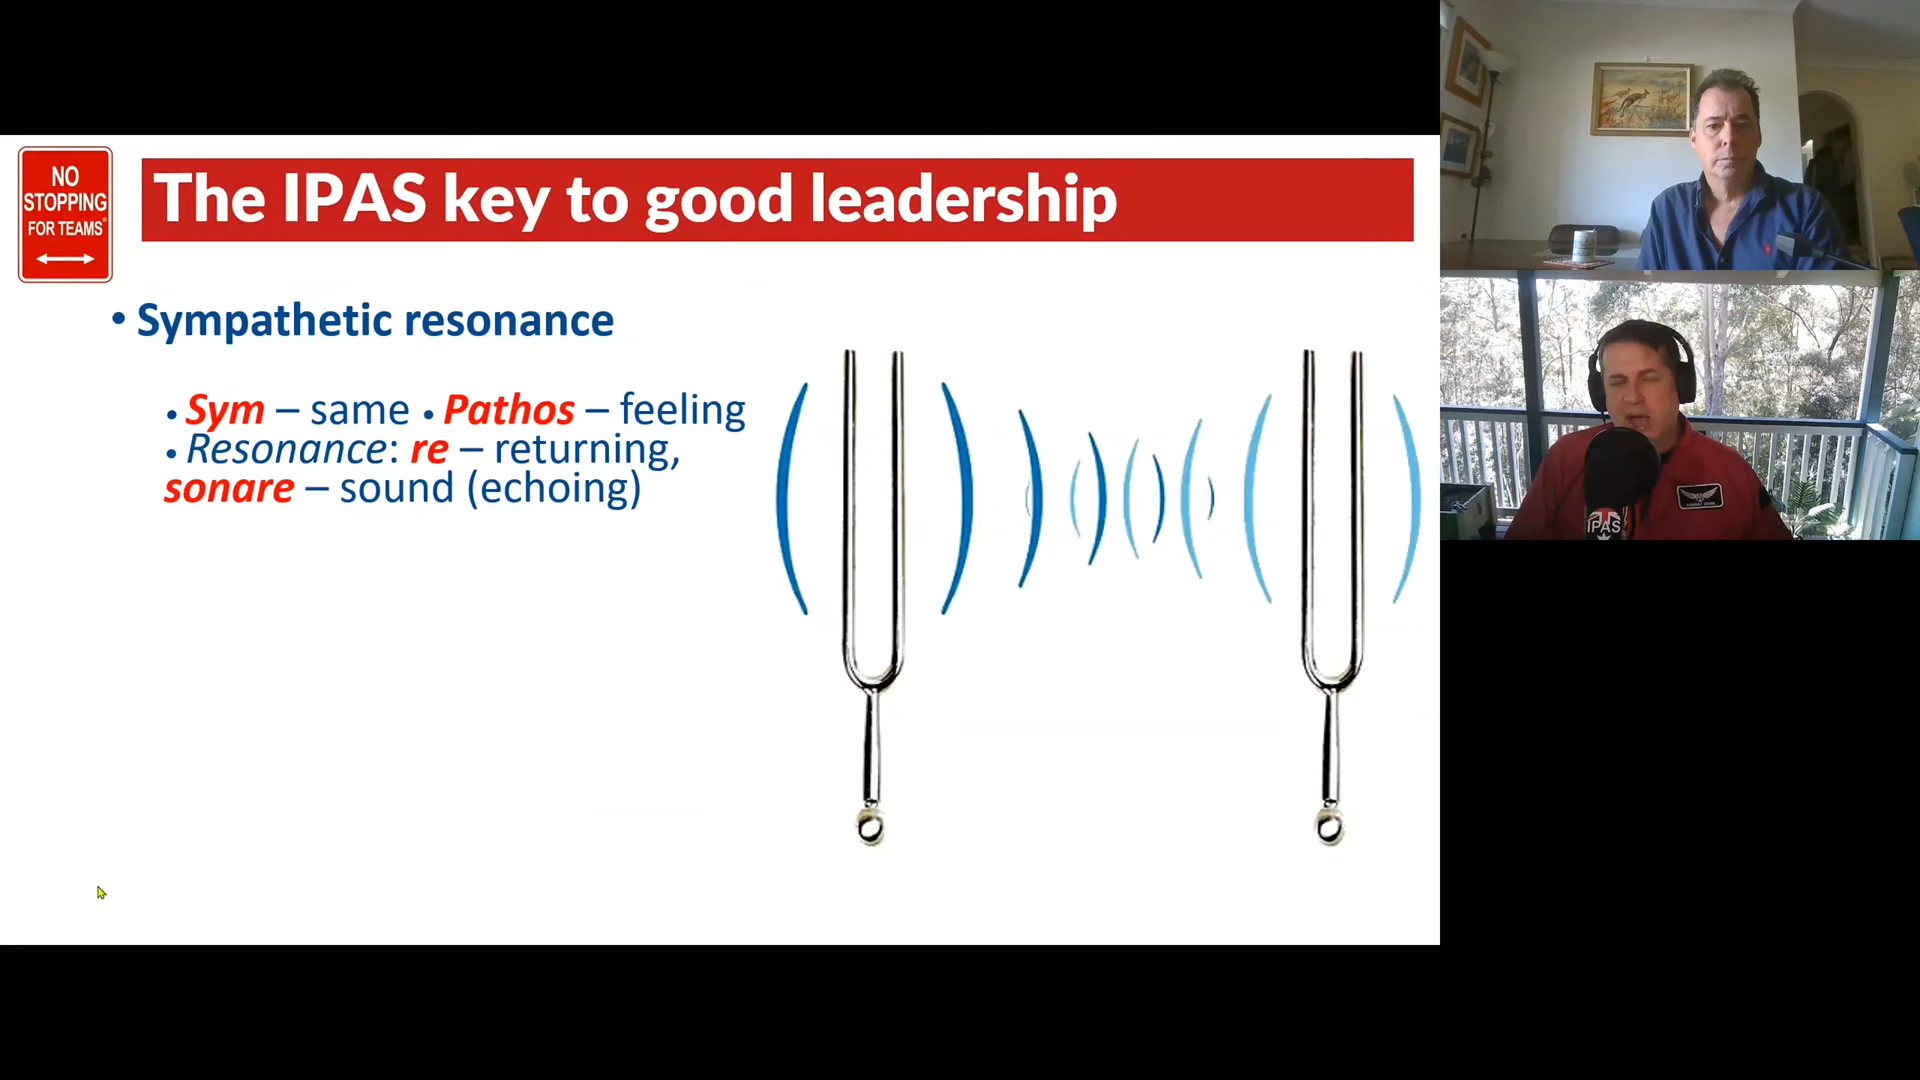 NO
STOPPING
FOR TEAMS®
The IPAS key to good leadership
• Sympathetic resonance
• Sym – same • Pathos – feeling
• Resonance: re – returning,
sonare – sound (echoing)
IPAS